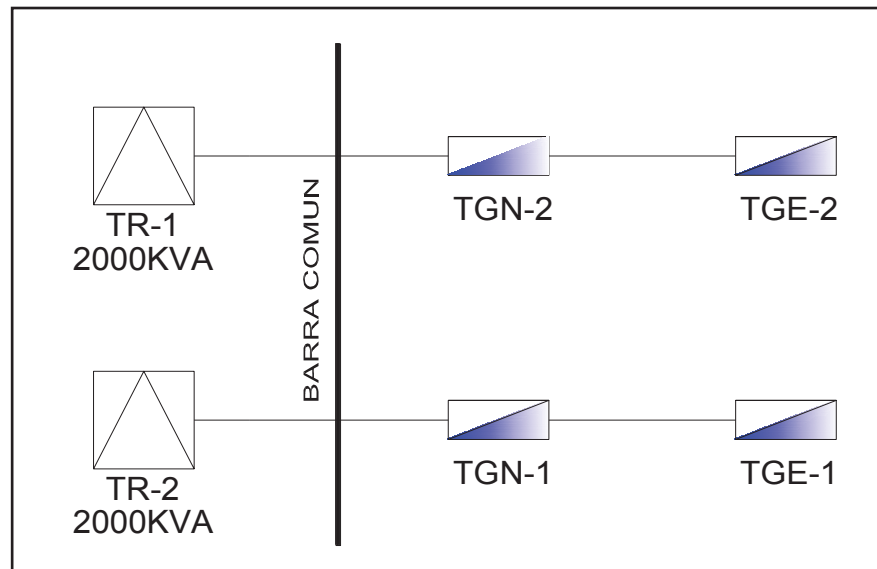 TR-1
2000KVA
BARRA COMUN
TGN-2
TGE-2
TR-2
2000KVA
TGN-1
TGE-1